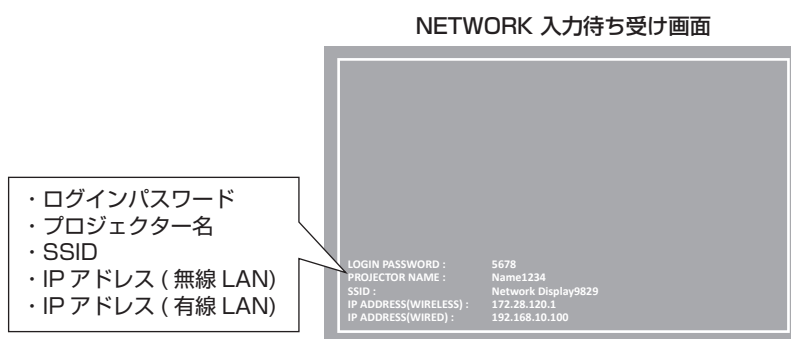 NETWORK 入力待ち受け画面
・ログインパスワード
・プロジェクター名
・SSID
・IP アドレス ( 無線 LAN)
・IP アドレス ( 有線 LAN)
LOGIN PASSWORD : 5678
PROJECTOR NAME : Name1234
SSID : Network Display9829
IP ADDRESS(WIRELESS) : 172.28.120.1
IP ADDRESS(WIRED) : 192.168.10.100